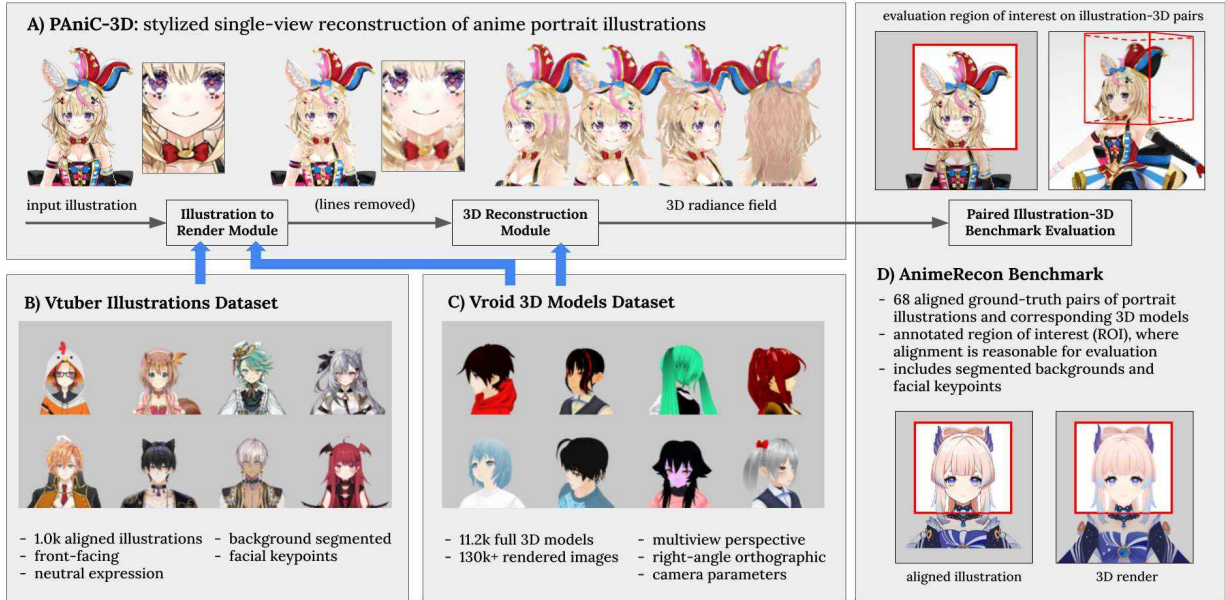 A) PAniC-3D: stylized single-view reconstruction of anime portrait illustrations
input illustration
(lines removed)
3D radiance field
Illustration to
Render Module
3D Reconstruction
Module
B) Vtuber Illustrations Dataset
- 1.0k aligned illustrations
- front-facing
- neutral expression
- background segmented
- facial keypoints
C) Vroid 3D Models Dataset
- 11.2k full 3D models
- 130k+ rendered images
- multiview perspective
- right-angle orthographic
- camera parameters
evaluation region of interest on illustration-3D pairs
Paired Illustration-3D
Benchmark Evaluation
D) AnimeRecon Benchmark
- 68 aligned ground-truth pairs of portrait
illustrations and corresponding 3D models
- annotated region of interest (ROI), where
alignment is reasonable for evaluation
- includes segmented backgrounds and
facial keypoints
aligned illustration
3D render